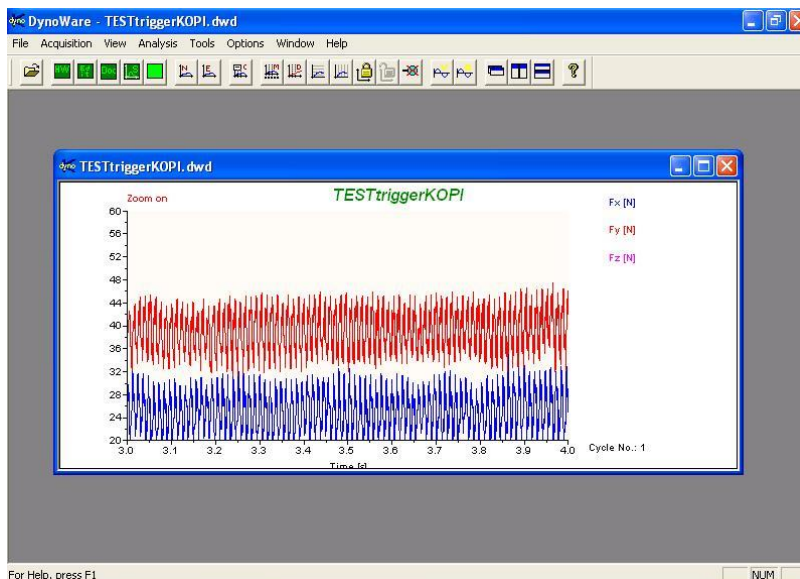 DynoWare - TESTtriggerKOPI.dwd
File Acquisition View Analysis Tools Options Window Help
TESTtriggerKOPI.dwd
Zoom on
TESTtriggerKOPI
Fx [N]
Fy [N]
Fz [N]
60
56
52
48
44
40
36
32
28
24
20
3.0 3.1 3.2 3.3 3.4 3.5 3.6 3.7 3.8 3.9 4.0
Time [s]
Cycle No.: 1
For Help, press F1
NUM